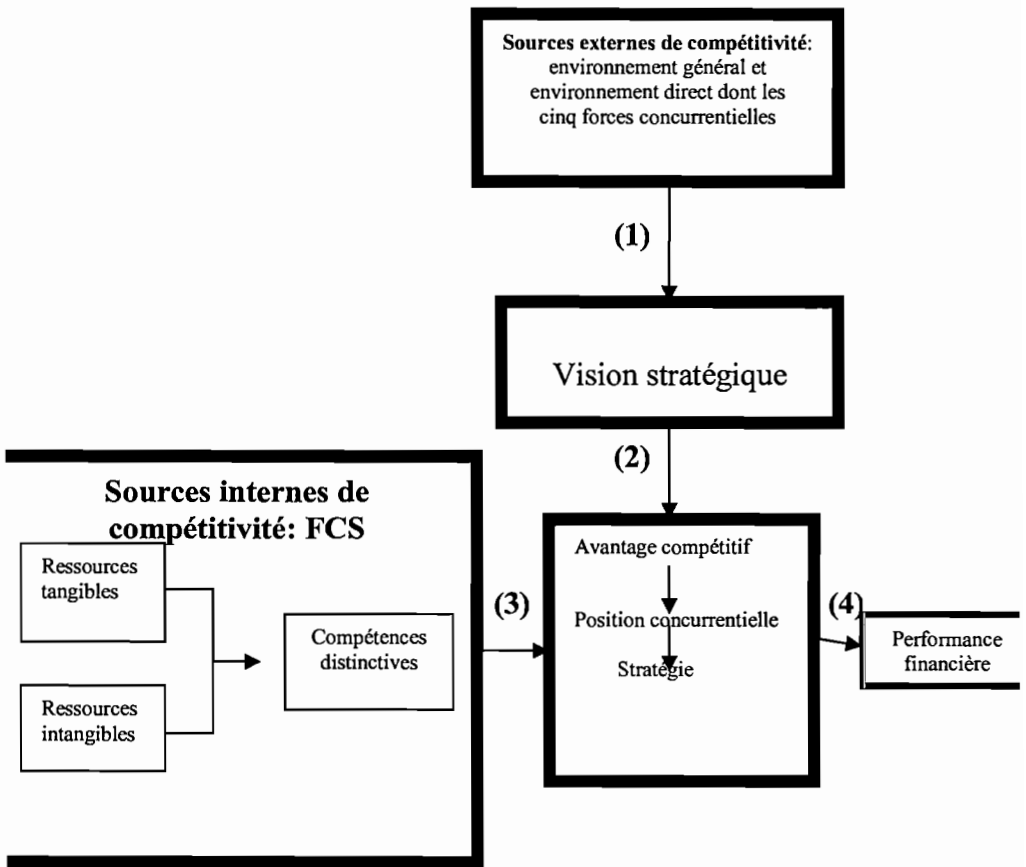 Sources externes de compétitivité:
environnement général et
environnement direct dont les
cinq forces concurrentielles
(1)
Vision stratégique
(2)
Sources internes de
compétitivité: FCS
Ressources
tangibles
Ressources
intangibles
Compétences
distinctives
(3)
Avantage compétitif
Position concurrentielle
Stratégie
(4)
Performance
financière